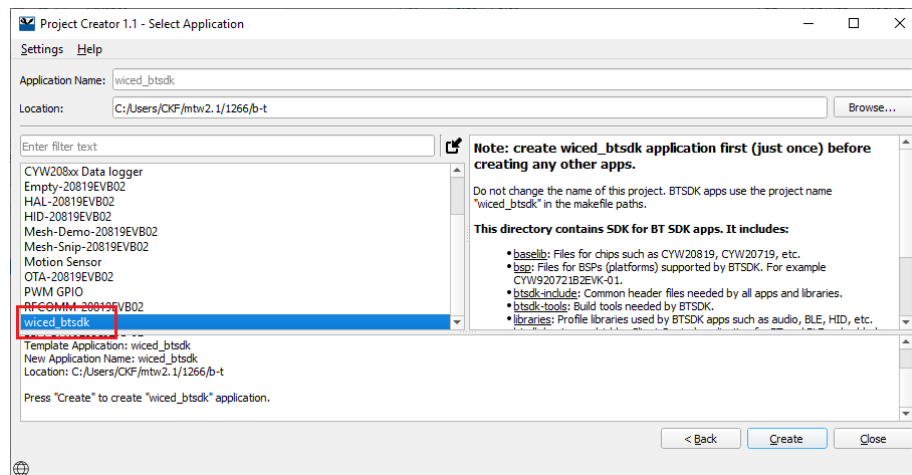 Project Creator 1.1 - Select Application
Settings Help
Application Name: wiced_btsdk
Location: C:/Users/CKF/mtw2.1/1266/b-t Browse...
Enter filter text
CYW208xx Data logger
Empty-20819EVB02
HAL-20819EVB02
HID-20819EVB02
Mesh-Demo-20819EVB02
Mesh-Snip-20819EVB02
Motion Sensor
OTA-20819EVB02
PWM GPIO
RFCOMM-20819EVB02
wiced_btsdk
Note: create wiced_btsdk application first (just once) before
creating any other apps.
Do not change the name of this project. BTSDK apps use the project name
"wiced_btsdk" in the makefile paths.
This directory contains SDK for BT SDK apps. It includes:
•baselib: Files for chips such as CYW20819, CYW20719, etc.
•bsp: Files for BSPs (platforms) supported by BTSDK. For example
CYW920721B2EVK-01.
•btsdk-include: Common header files needed by all apps and libraries.
•btsdk-tools: Build tools needed by BTSDK.
•libraries: Profile libraries used by BTSDK apps such as audio, BLE, HID, etc.
Template Application: wiced_btsdk
New Application Name: wiced_btsdk
Location: C:/Users/CKF/mtw2.1/1266/b-t
Press "Create" to create "wiced_btsdk" application.
< Back Create Close